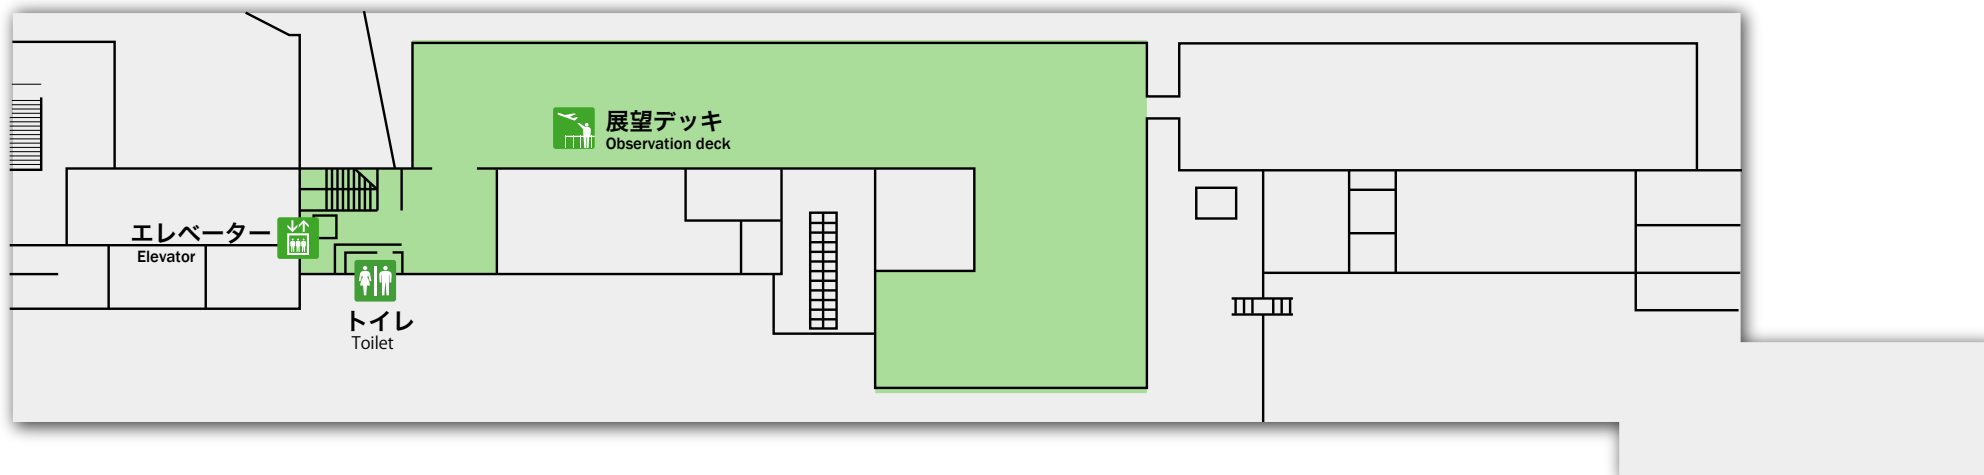 展望デッキ
Observation deck
エレベーター
Elevator
トイレ
Toilet